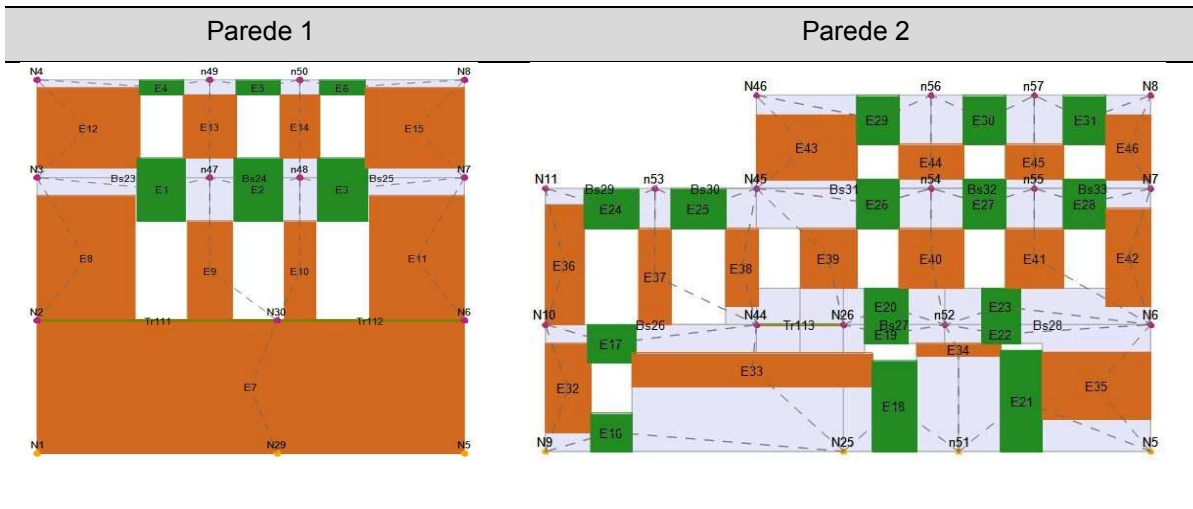 Parede 1
Parede 2
N4 n49 n50 N8
E4 E5 E6
E12 E13 E14 E15
N3 Bs23 n47 Bs24 n48 Bs25 N7
E1 E2 E3
E8 E9 E10 E11
N2 N30 N6
Tr111 Tr112
E7
N1 N29 N5
N46 n56 n57 N8
E29 E30 E31
E43 E44 E45 E46
N11 Bs29 n53 Bs30 N45 Bs31 n54 Bs32 n55 Bs33 N7
E24 E25 E26 E27 E28
E36 E37 E38 E39 E40 E41 E42
E20 E23
N10 Bs26 N44 Tr113 N26 Bs27 n52 Bs28 N6
E17 E19 E22
E34
E32 E33 E35
E18 E21
E16
N9 N25 n51 N5